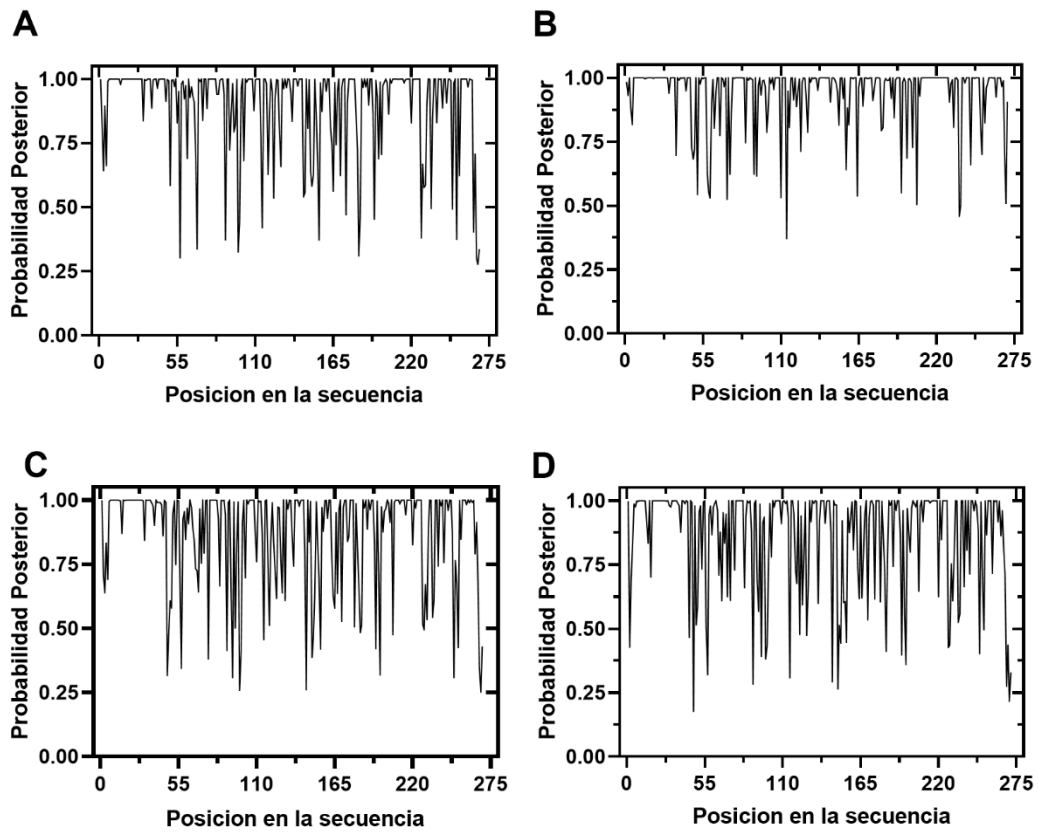 A
Probabilidad Posterior
1.00
0.75
0.50
0.25
0.00
0 55 110 165 220 275
Posicion en la secuencia
B
Probabilidad Posterior
1.00
0.75
0.50
0.25
0.00
0 55 110 165 220 275
Posicion en la secuencia
C
Probabilidad Posterior
1.00
0.75
0.50
0.25
0.00
0 55 110 165 220 275
Posicion en la secuencia
D
Probabilidad Posterior
1.00
0.75
0.50
0.25
0.00
0 55 110 165 220 275
Posicion en la secuencia